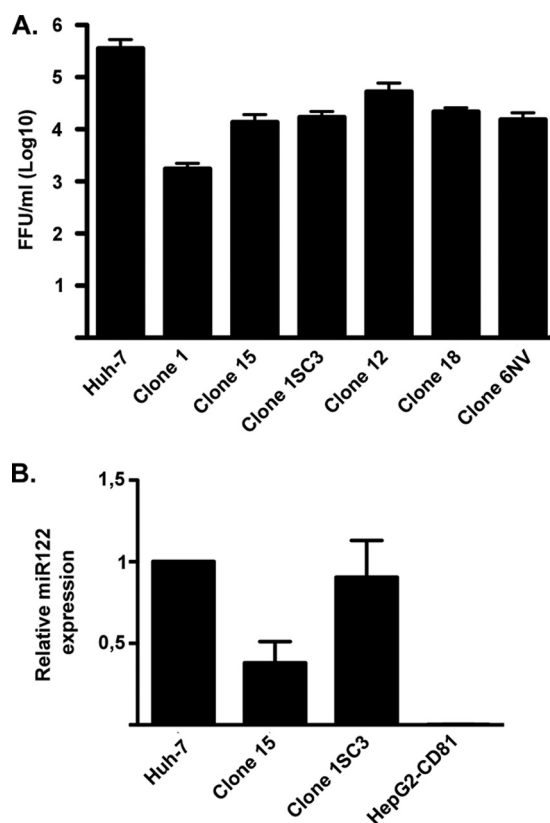 A.
FFU/ml (Log10)
6
5
4
3
2
1
Huh-7
Clone 1
Clone 15
Clone 1SC3
Clone 12
Clone 18
Clone 6NV
B.
Relative miR122
expression
1,5
1
0,5
Huh-7
Clone 15
Clone 1SC3
HepG2-CD81